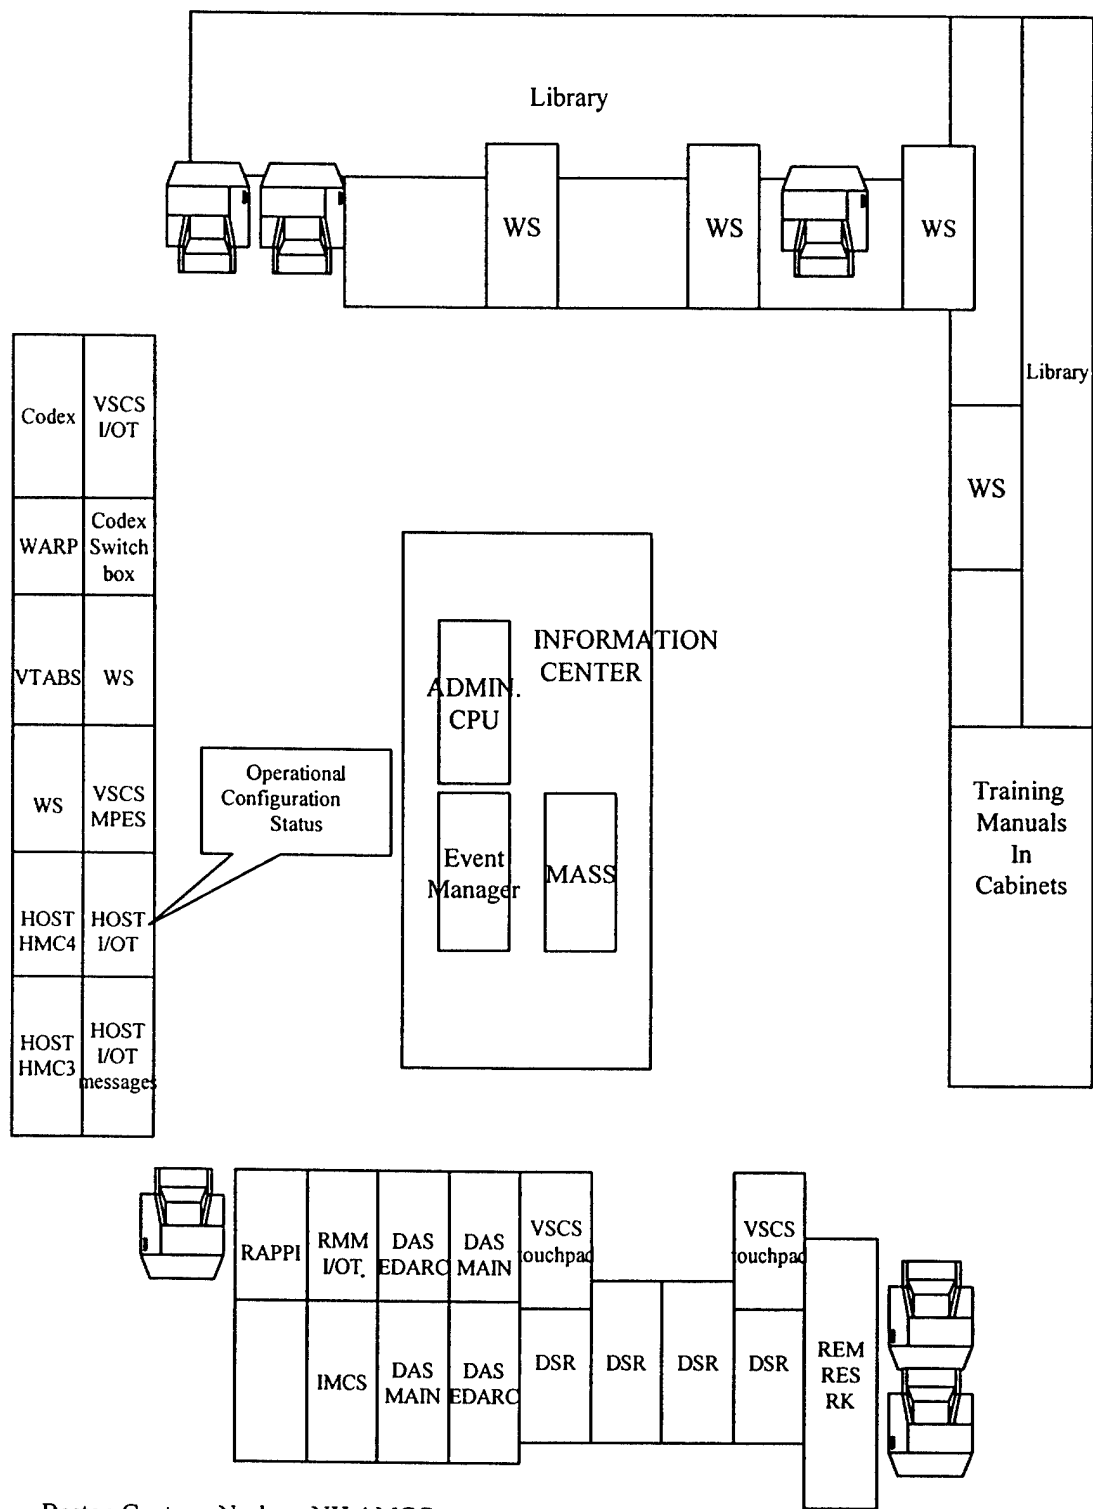 Library
WS
WS
WS
Library
WS
Training
Manuals
In
Cabinets
Codex
VSCS
I/OT
WARP
Codex
Switch
box
VTABS
WS
WS
VSCS
MPES
HOST
HMC4
HOST
I/OT
HOST
HMC3
HOST
I/OT
messages
Operational
Configuration
Status
INFORMATION
CENTER
ADMIN.
CPU
Event
Manager
MASS
RAPPI
RMM
I/OT.
DAS
EDARC
DAS
MAIN
VSCS
touchpad
VSCS
touchpad
IMCS
DAS
MAIN
DAS
EDARC
DSR
DSR
DSR
DSR
REM
RES
RK